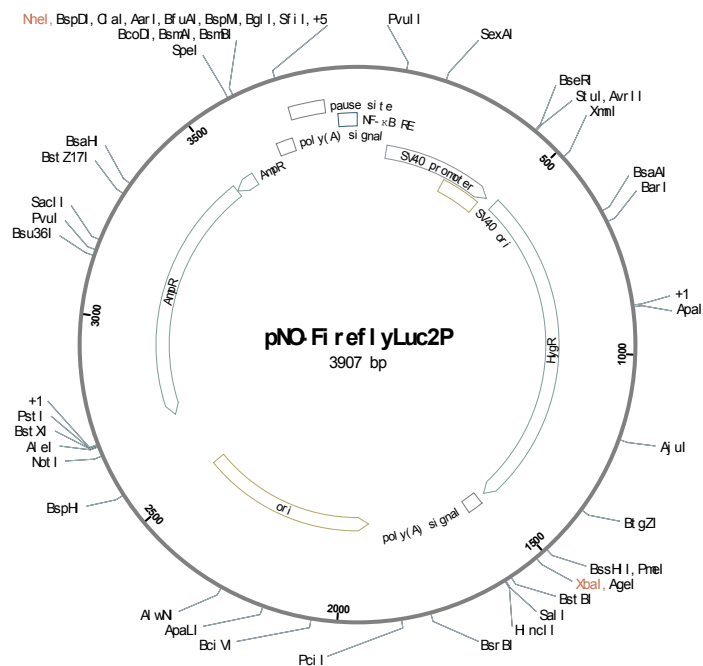 NheI, BspDI, ClaI, AarI, BfuAI, BspMI, BglI, SfiI, +5
BcoDI, BsmAI, BsmBI
SpeI
PvuII
SexAI
BseRI
StuI, AvrII
XmnI
BsaAI
BarI
+1
ApaI
AjuI
BtgZI
BssHII, PmeI
XbaI, AgeI
BstBI
SalI
HincII
BsrBI
PciI
BciVI
ApaLI
AlwNI
BspHI
NotI
AleI
BstXI
PstI
+1
Bsu36I
PvuI
SacII
BstZ17I
BsaHI
pause site
NF-κB RE
poly(A) signal
AmpR
AmpR
SV40 promoter
SV40 ori
HygR
poly(A) signal
ori
500
1000
1500
2000
2500
3000
3500
pNO-FireflyLuc2P
3907 bp